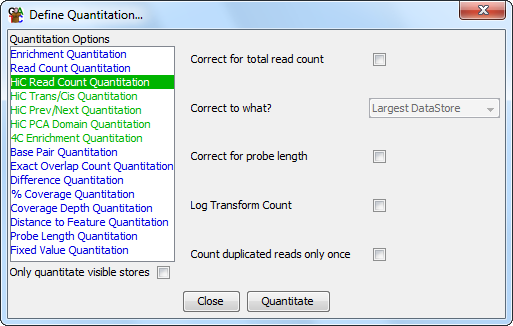 Define Quantitation...
Quantitation Options
Enrichment Quantitation
Read Count Quantitation
HiC Read Count Quantitation
HiC Trans/Cis Quantitation
HiC Prev/Next Quantitation
HiC PCA Domain Quantitation
4C Enrichment Quantitation
Base Pair Quantitation
Exact Overlap Count Quantitation
Difference Quantitation
% Coverage Quantitation
Coverage Depth Quantitation
Distance to Feature Quantitation
Probe Length Quantitation
Fixed Value Quantitation
Only quantitate visible stores
Correct for total read count
Correct to what? Largest DataStore
Correct for probe length
Log Transform Count
Count duplicated reads only once
Close Quantitate